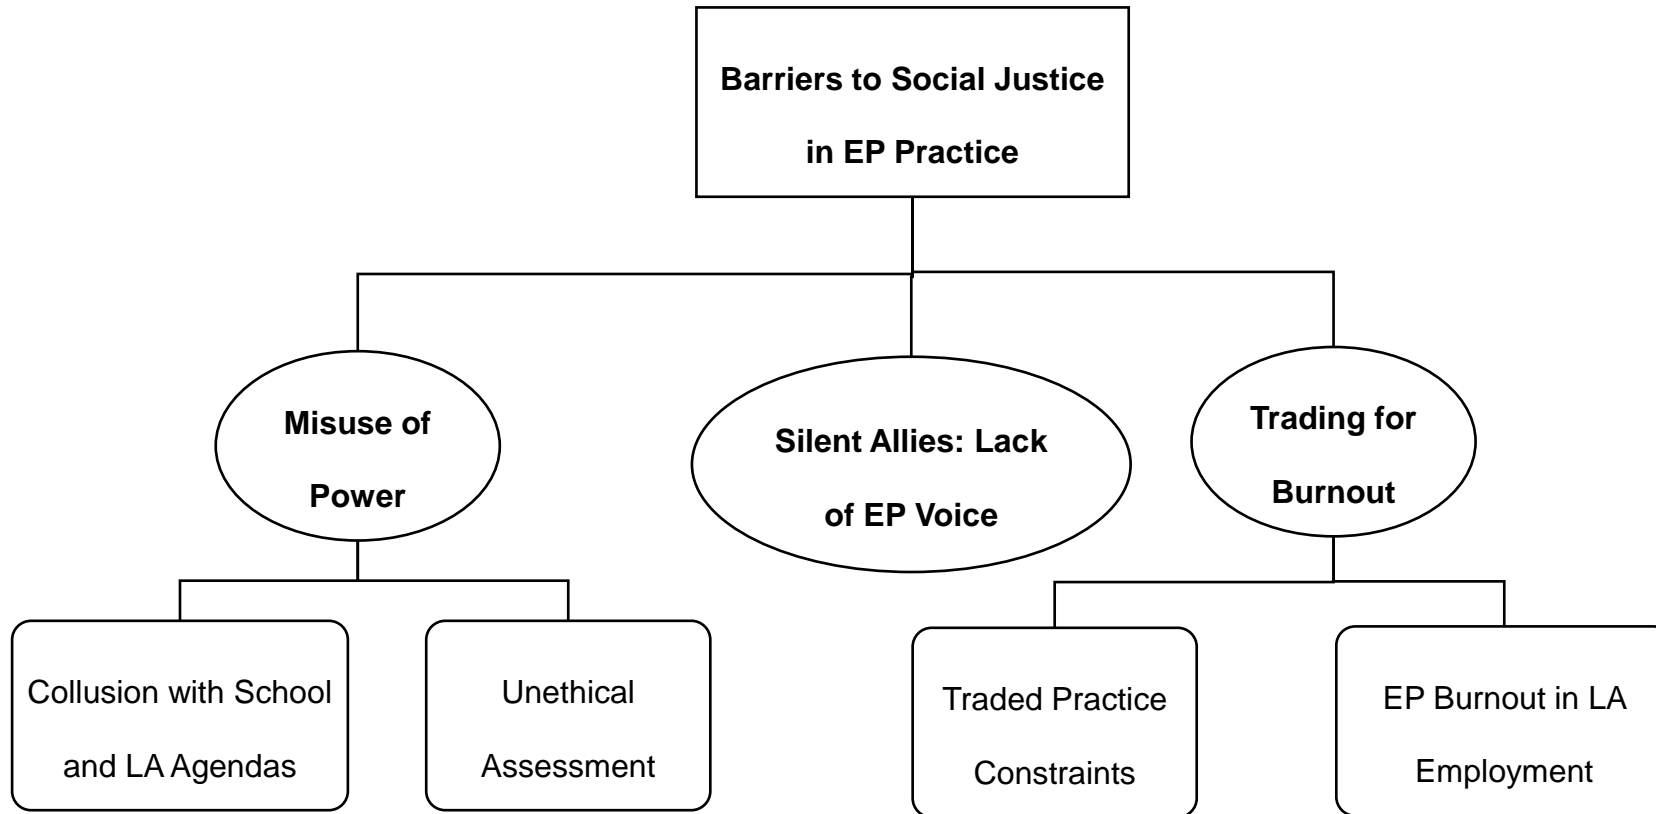 Barriers to Social Justice
in EP Practice
Misuse of
Power
Silent Allies: Lack
of EP Voice
Trading for
Burnout
Collusion with School
and LA Agendas
Unethical
Assessment
Traded Practice
Constraints
EP Burnout in LA
Employment